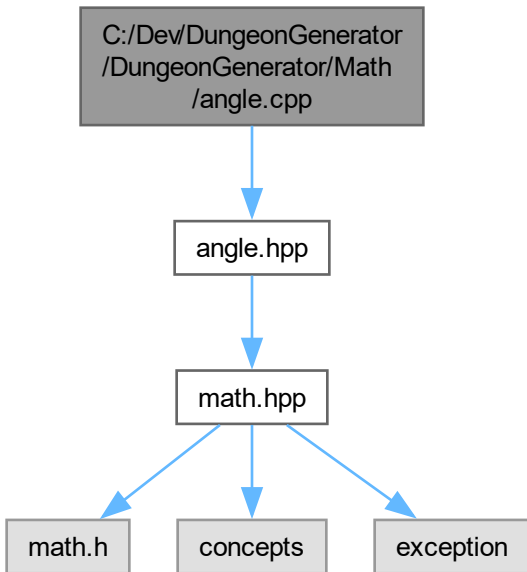 C:/Dev/DungeonGenerator
/DungeonGenerator/Math
/angle.cpp
angle.hpp
math.hpp
math.h
concepts
exception